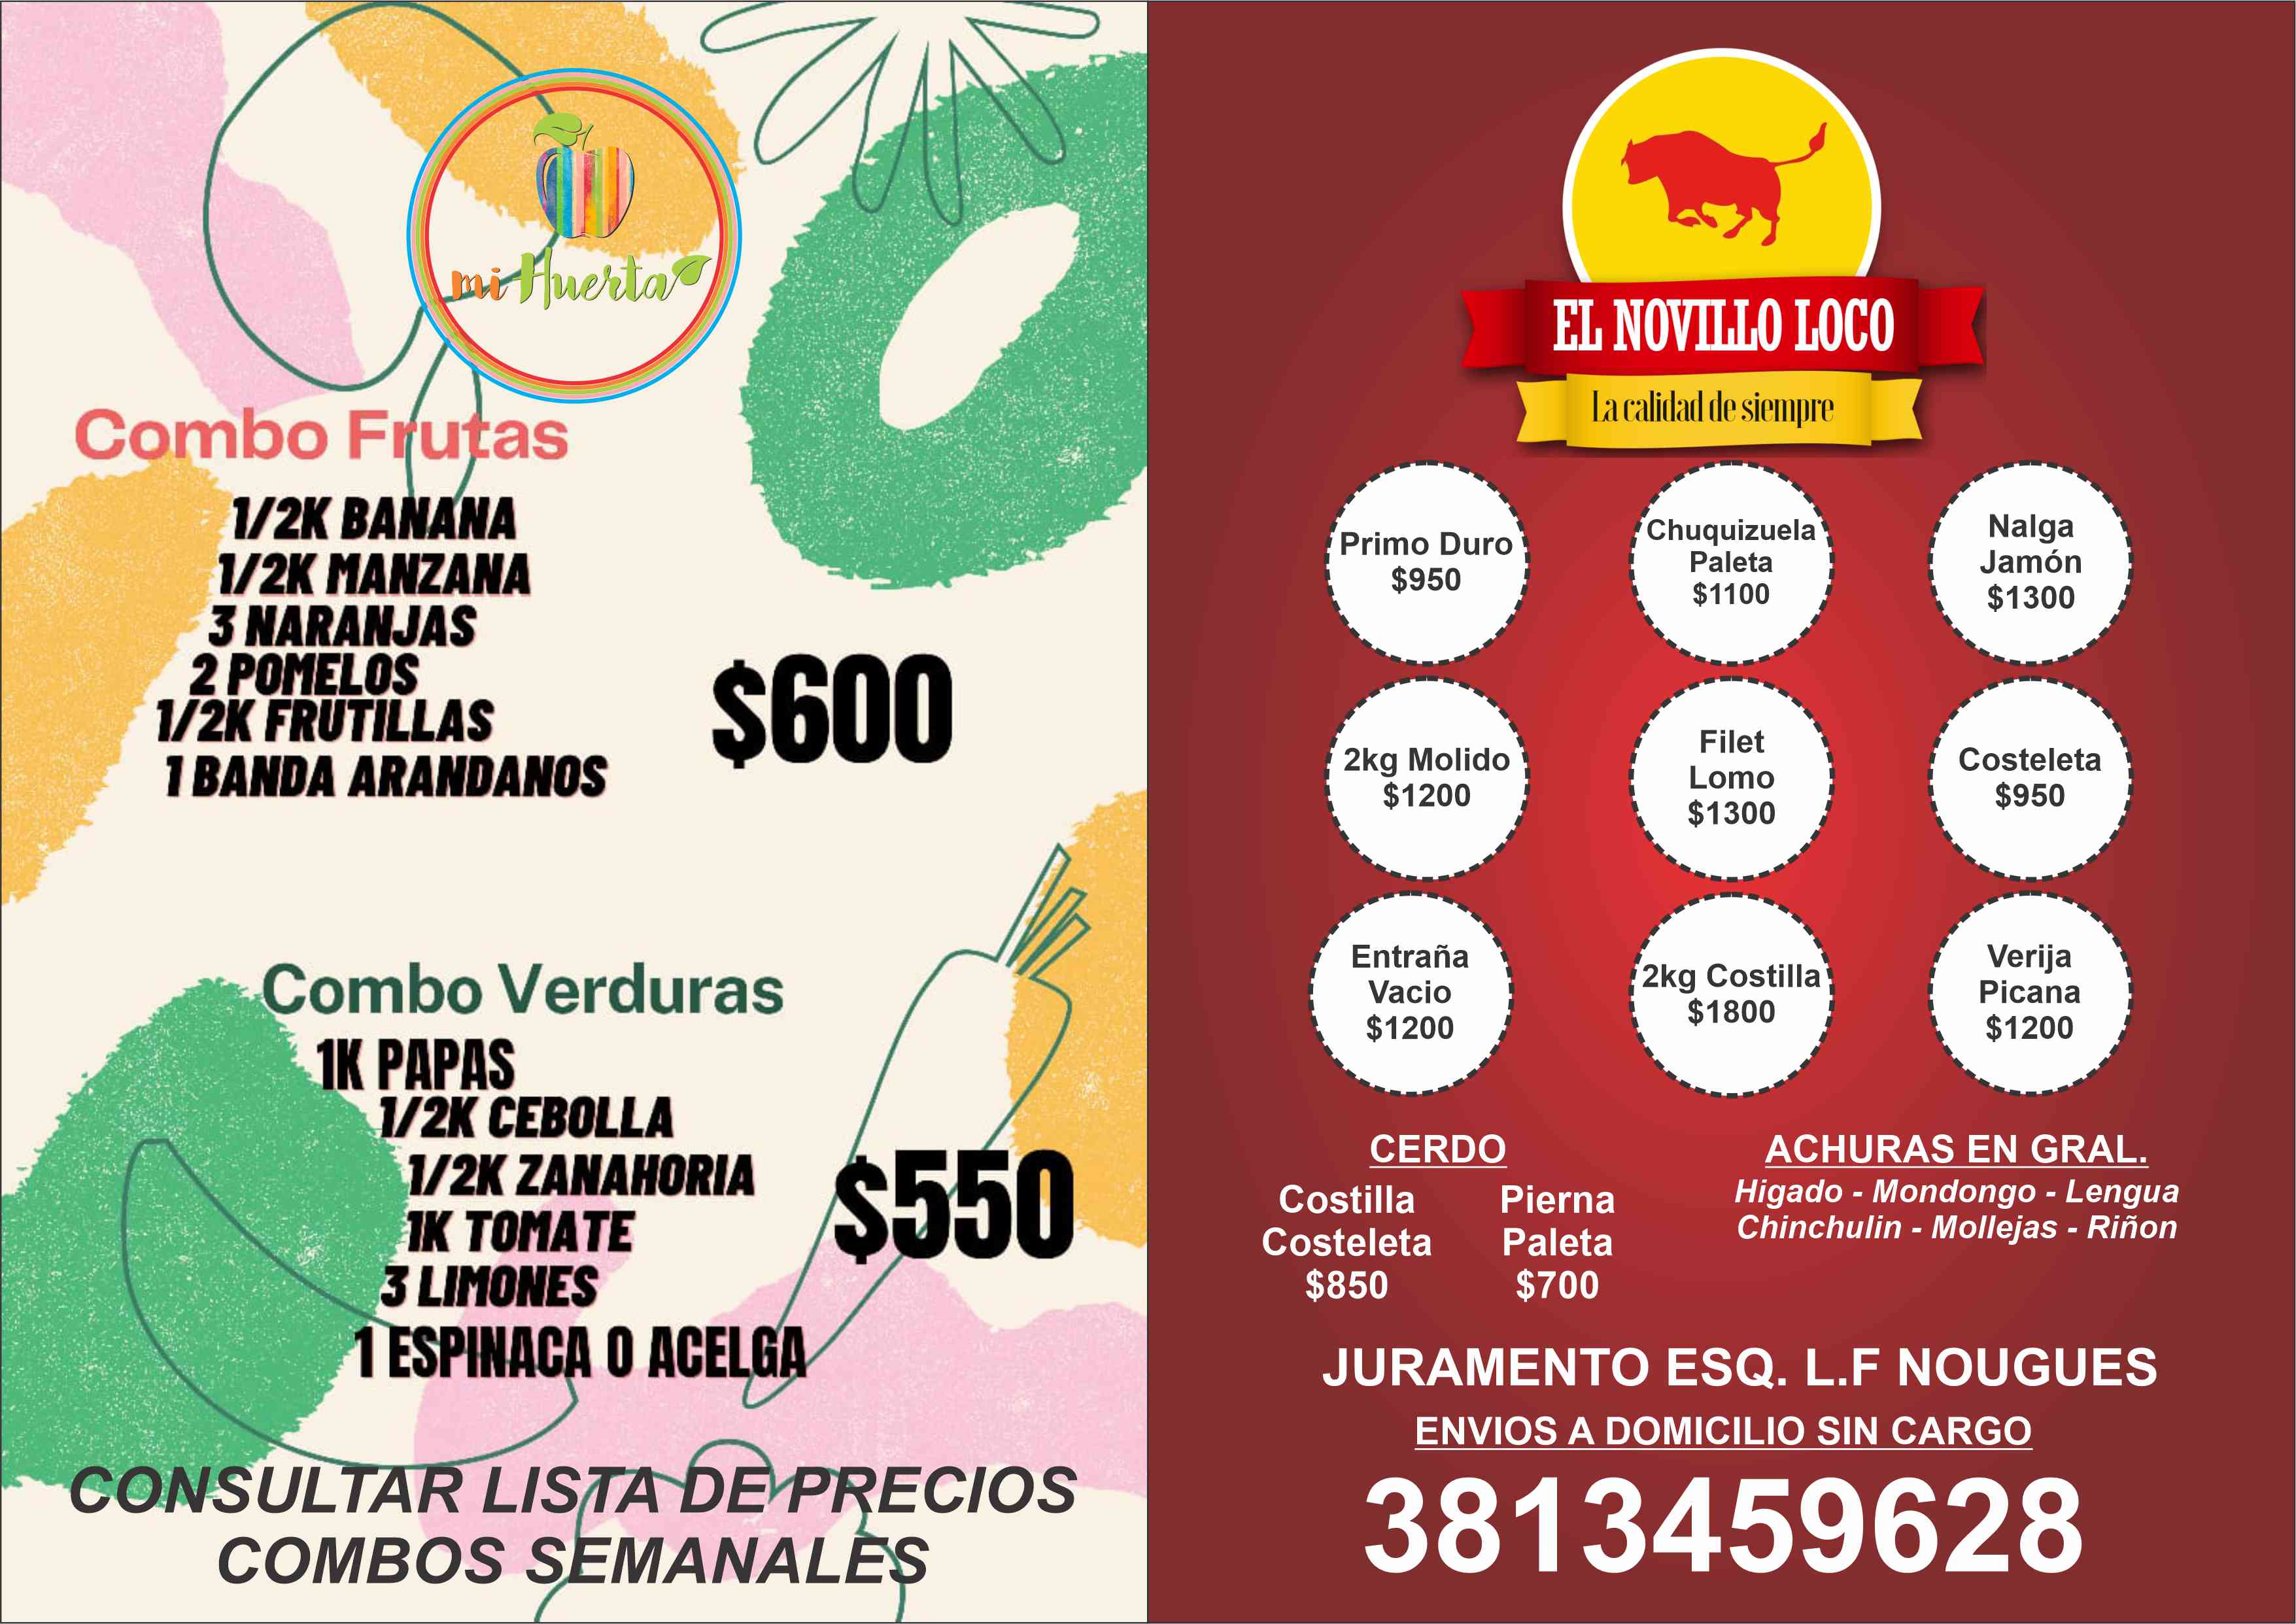 mi Huerta
Combo Frutas
1/2K BANANA
1/2K MANZANA
3 NARANJAS
2 POMELOS
1/2K FRUTILLAS
1 BANDA ARANDANOS
$600
Combo Verduras
1K PAPAS
1/2K CEBOLLA
1/2K ZANAHORIA
1K TOMATE
3 LIMONES
1 ESPINACA O ACELGA
$550
CONSULTAR LISTA DE PRECIOS
COMBOS SEMANALES
EL NOVILLO LOCO
La calidad de siempre
Primo Duro
$950
Chuquizuela
Paleta
$1100
Nalga
Jamón
$1300
2kg Molido
$1200
Filet
Lomo
$1300
Costeleta
$950
Entraña
Vacio
$1200
2kg Costilla
$1800
Verija
Picana
$1200
CERDO
Costilla
Costeleta
$850
Pierna
Paleta
$700
ACHURAS EN GRAL.
Higado - Mondongo - Lengua
Chinchulin - Mollejas - Riñon
JURAMENTO ESQ. L.F NOUGUES
ENVIOS A DOMICILIO SIN CARGO
3813459628